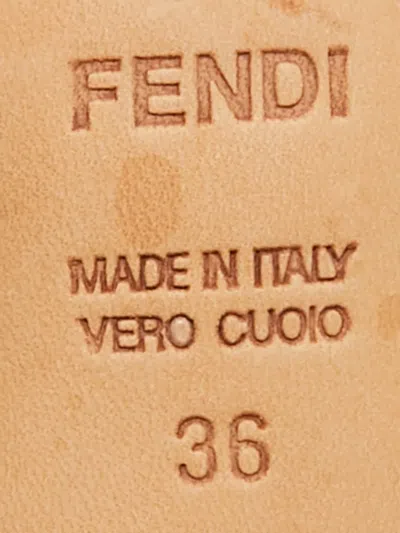 FENDI
MADE IN ITALY
VERO CUOIO
36